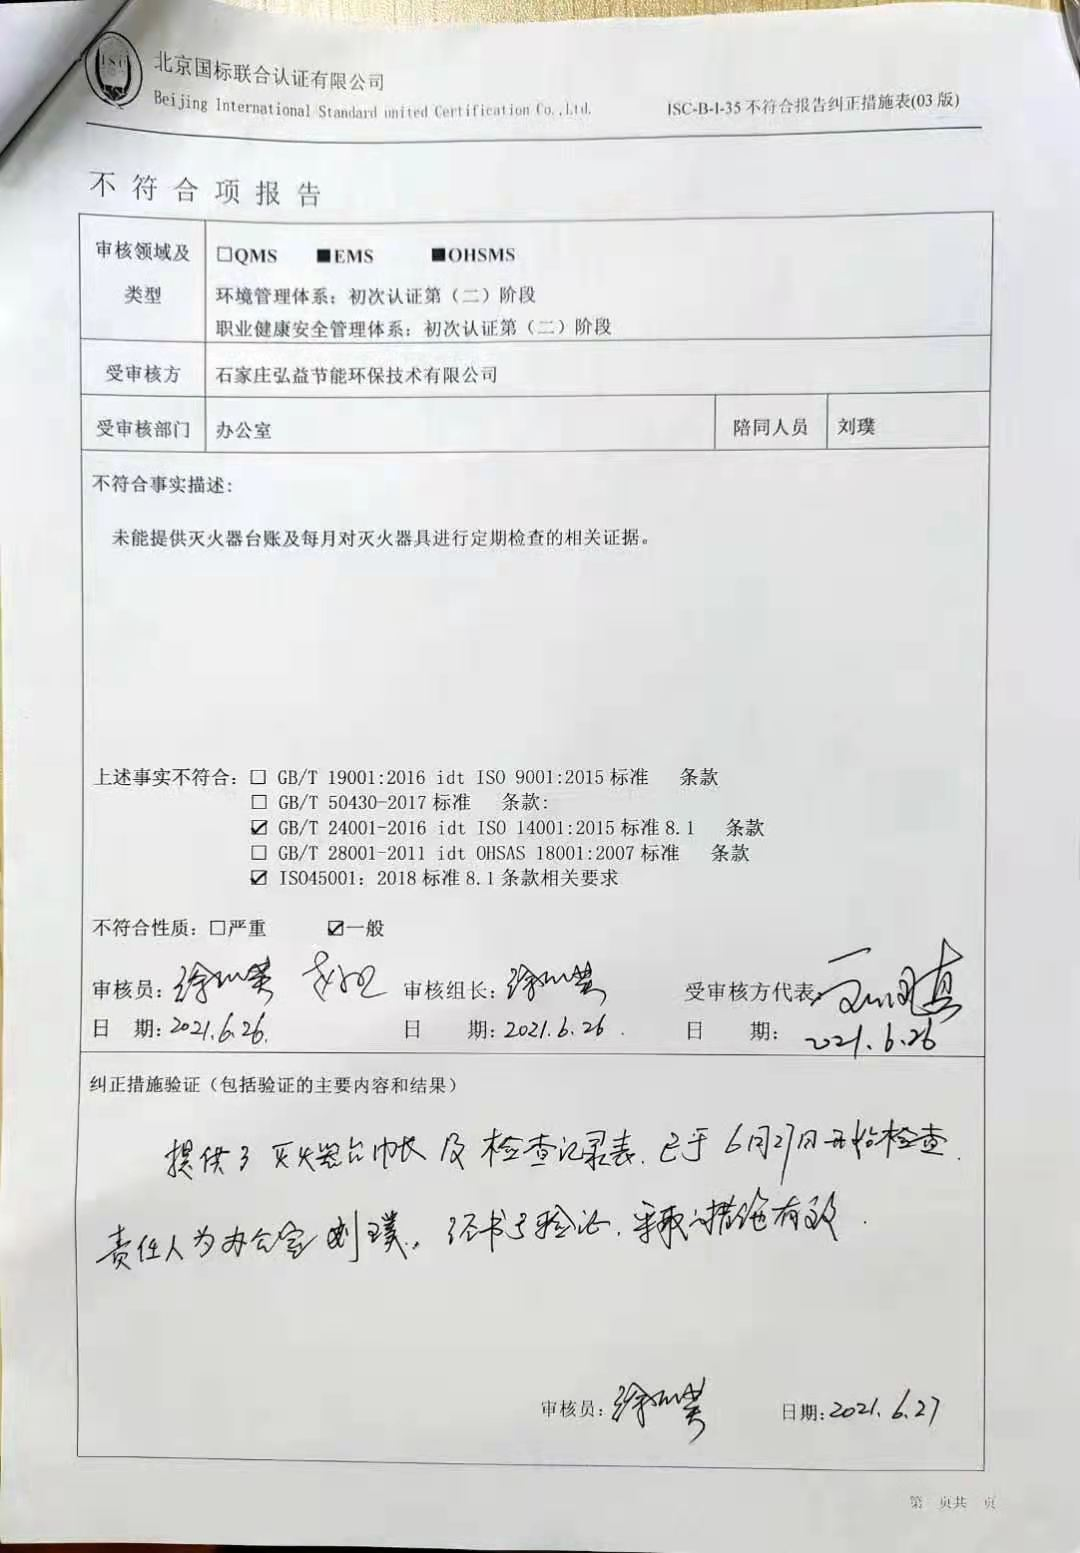 北京国标联合认证有限公司
Beijing International Standard united Certification Co.,Ltd.
ISC-B-I-35 不符合报告纠正措施表(03 版)
不符合项报告
审核领域及类型
□QMS ■EMS ■OHSMS
环境管理体系：初次认证第（二）阶段
职业健康安全管理体系：初次认证第（二）阶段
受审核方 石家庄弘益节能环保技术有限公司
受审核部门 办公室 陪同人员 刘璞
不符合事实描述:
未能提供灭火器台账及每月对灭火器具进行定期检查的相关证据。
上述事实不符合: □ GB/T 19001:2016 idt ISO 9001:2015 标准 条款
□ GB/T 50430-2017 标准 条款:
☑ GB/T 24001-2016 idt ISO 14001:2015 标准 8.1 条款
□ GB/T 28001-2011 idt OHSAS 18001:2007 标准 条款
☑ ISO45001: 2018 标准 8.1 条款相关要求
不符合性质: □严重 ☑一般
审核员: 审核组长: 受审核方代表:
日 期: 2021.6.26. 日 期: 2021.6.26. 日 期: 2021.6.26
纠正措施验证（包括验证的主要内容和结果）
提供了灭火器台帐及检查记录表.已于6月27日开始检查.
责任人为办公室刘璞。经书面验证,采取的措施有效.
审核员: 日期: 2021.6.27
第 页共 页